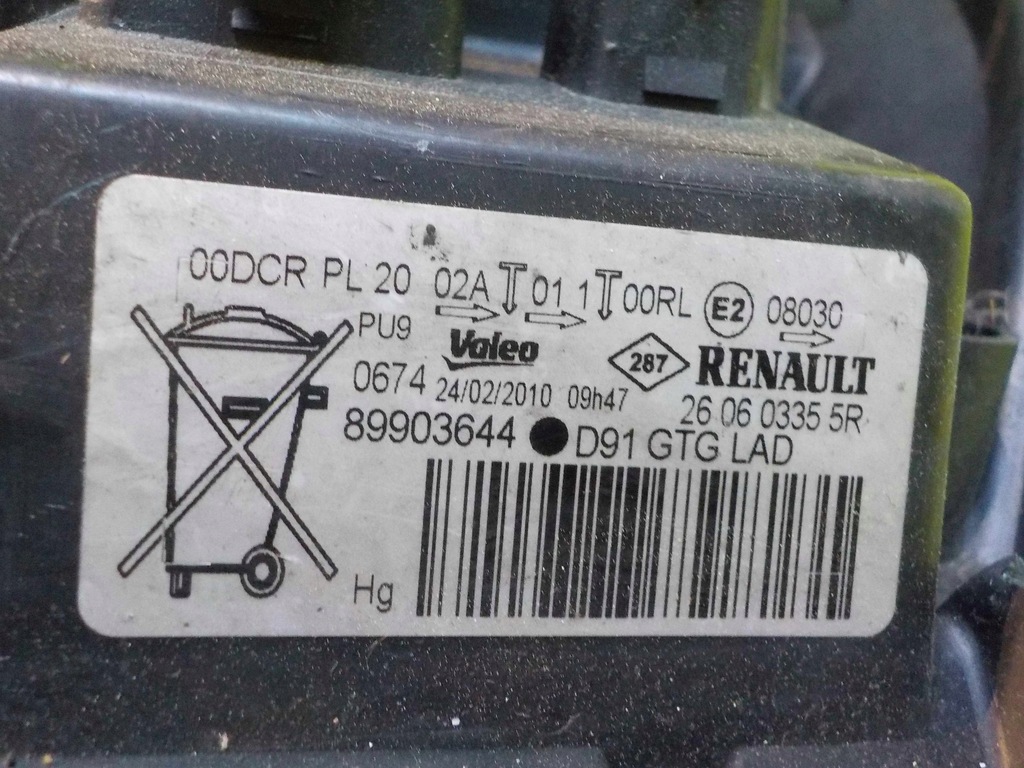 00DCR PL 20 02A 01 1 00RL E2 08030
PU9 Valeo 287 RENAULT
0674 24/02/2010 09h47 26 06 0335 5R
89903644 D91 GTG LAD
Hg